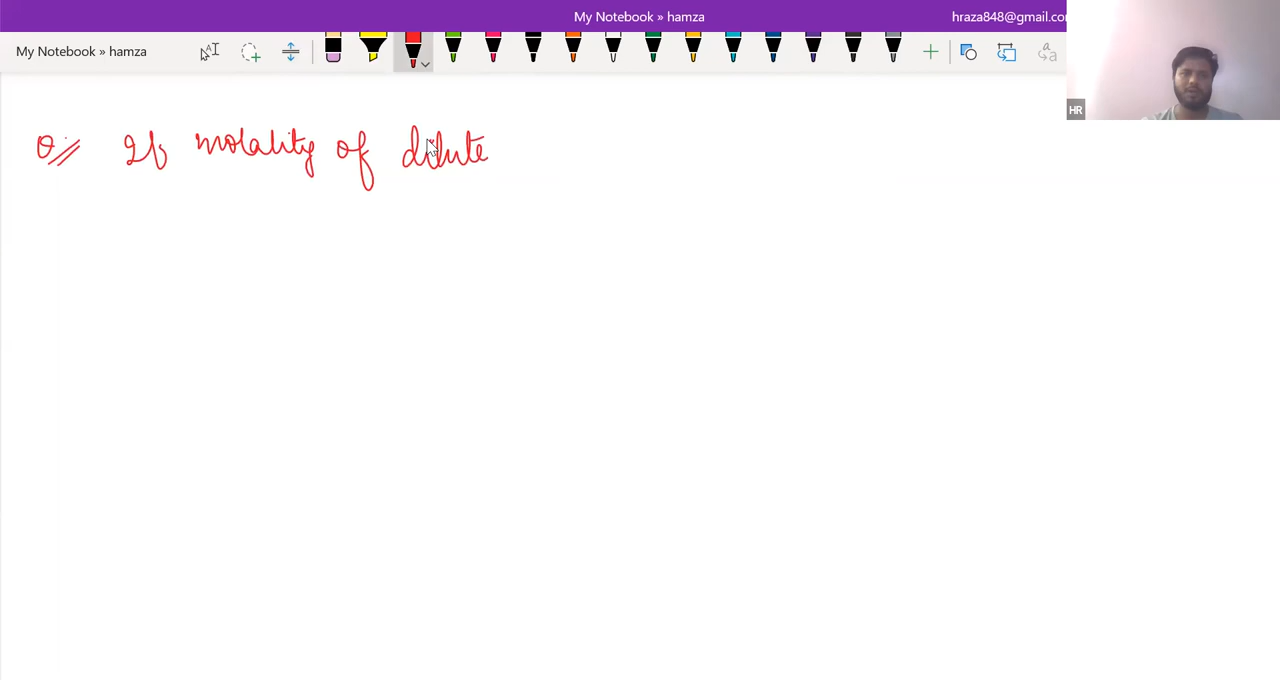 My Notebook » hamza
hraza848@gmail.co
My Notebook » hamza
HR
Q:- If molality of dilute